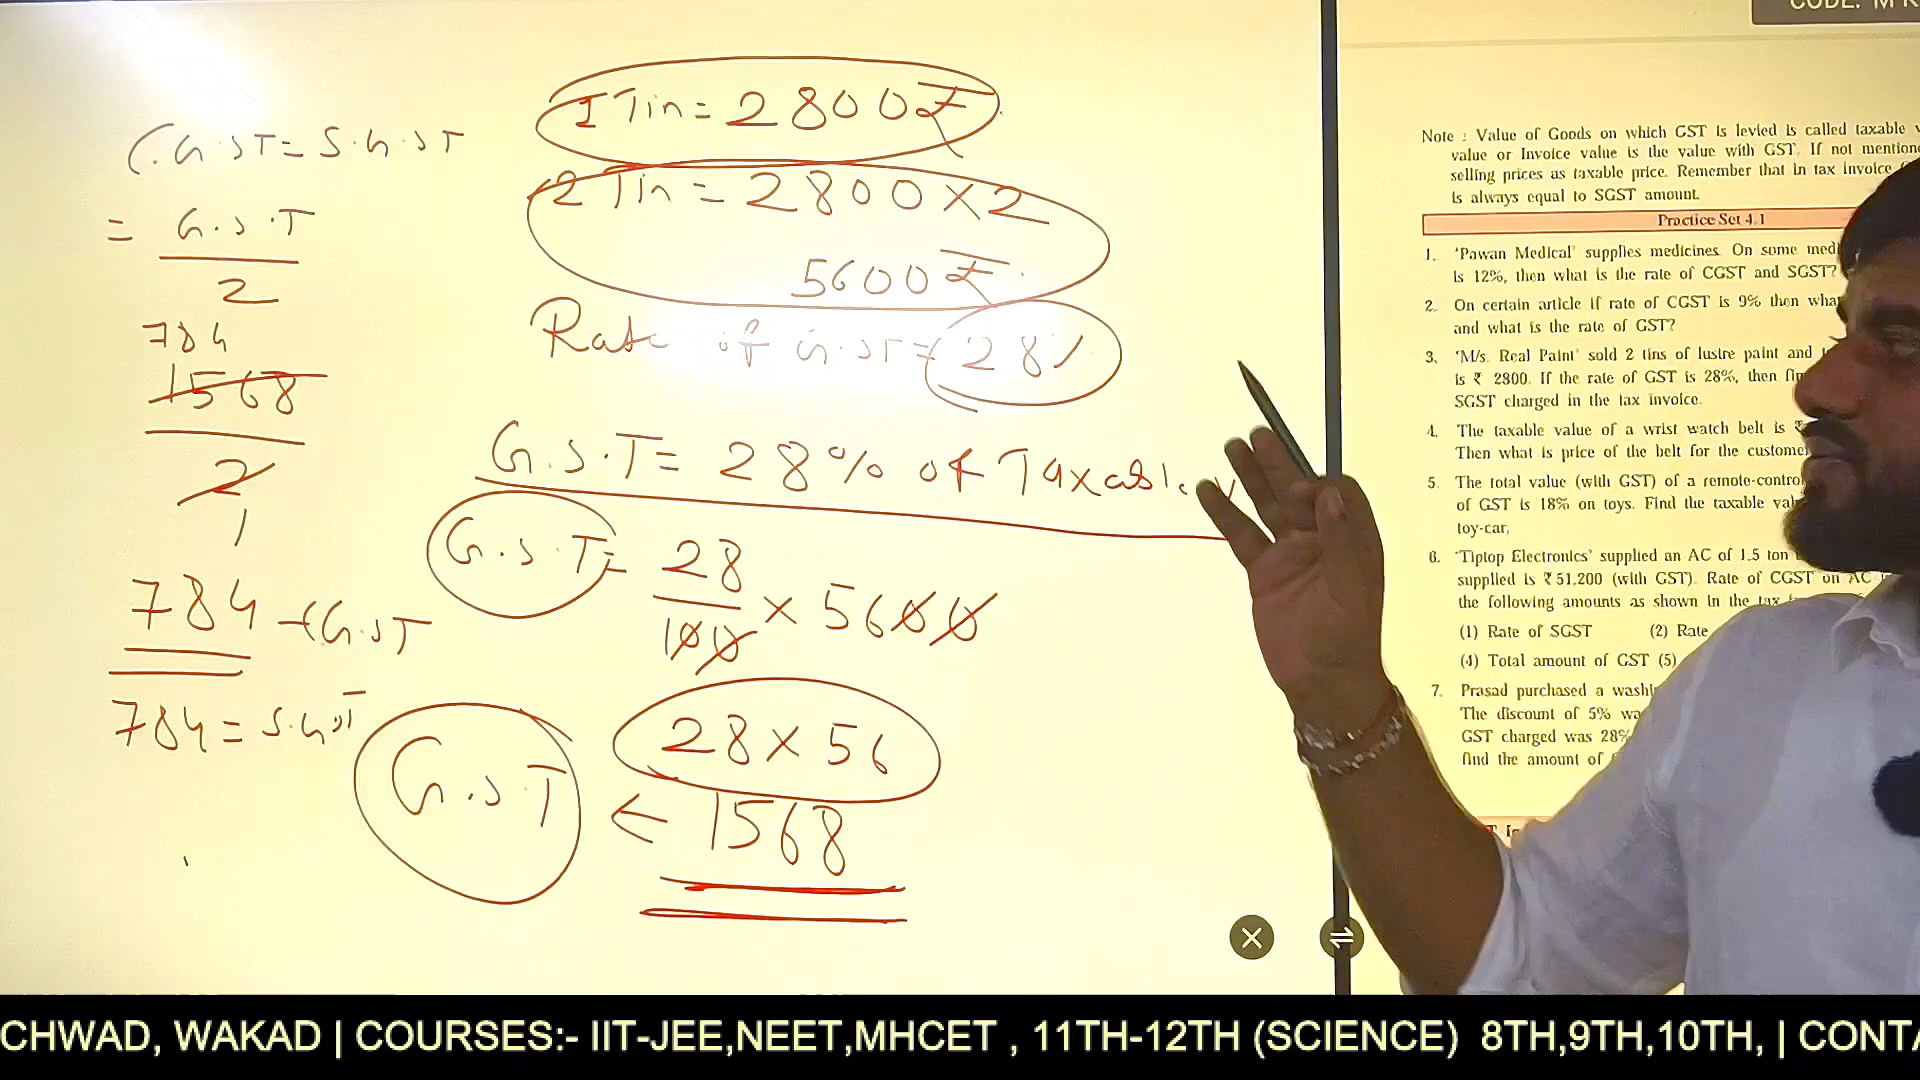 CODE: M
1 Tin = 2800₹
C.G.ST = S.G.ST
2 Tin = 2800 × 2
= G.S.T
2
5600₹
784
Rate of G.ST = 28%
1568
2
1
G.S.T = 28% of Taxable v
G.S.T = 28
100 × 5600
784 → CG.ST
784 = S.G.ST
28 × 56
G.S.T ← 1568
Note : Value of Goods on which GST is levied is called taxable
value or Invoice value is the value with GST. If not mention
selling prices as taxable price. Remember that in tax invoice
is always equal to SGST amount.
Practice Set 4.1
1. 'Pawan Medical' supplies medicines. On some med
is 12%, then what is the rate of CGST and SGST?
2. On certain article if rate of CGST is 9% then wha
and what is the rate of GST?
3. 'M/s. Real Paint' sold 2 tins of lustre paint and
is ₹ 2800. If the rate of GST is 28%, then fin
SGST charged in the tax invoice.
4. The taxable value of a wrist watch belt is ₹
Then what is price of the belt for the custome
5. The total value (with GST) of a remote-contro
of GST is 18% on toys. Find the taxable val
toy-car.
6. 'Tiptop Electronics' supplied an AC of 1.5 ton
supplied is ₹ 51,200 (with GST). Rate of CGST on AC
the following amounts as shown in the tax
(1) Rate of SGST (2) Rate
(4) Total amount of GST (5)
7. Prasad purchased a wash
The discount of 5% wa
GST charged was 28%
find the amount of
CHWAD, WAKAD | COURSES:- IIT-JEE,NEET,MHCET , 11TH-12TH (SCIENCE) 8TH,9TH,10TH, | CONTA